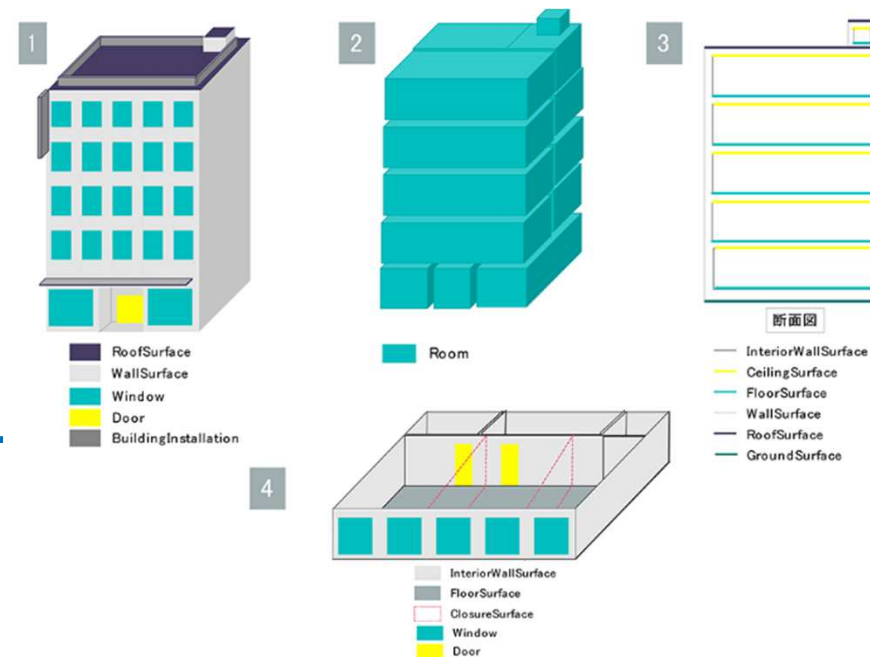 1
RoofSurface
WallSurface
Window
Door
BuildingInstallation
2
Room
3
断面図
InteriorWallSurface
CeilingSurface
FloorSurface
WallSurface
RoofSurface
GroundSurface
4
InteriorWallSurface
FloorSurface
ClosureSurface
Window
Door